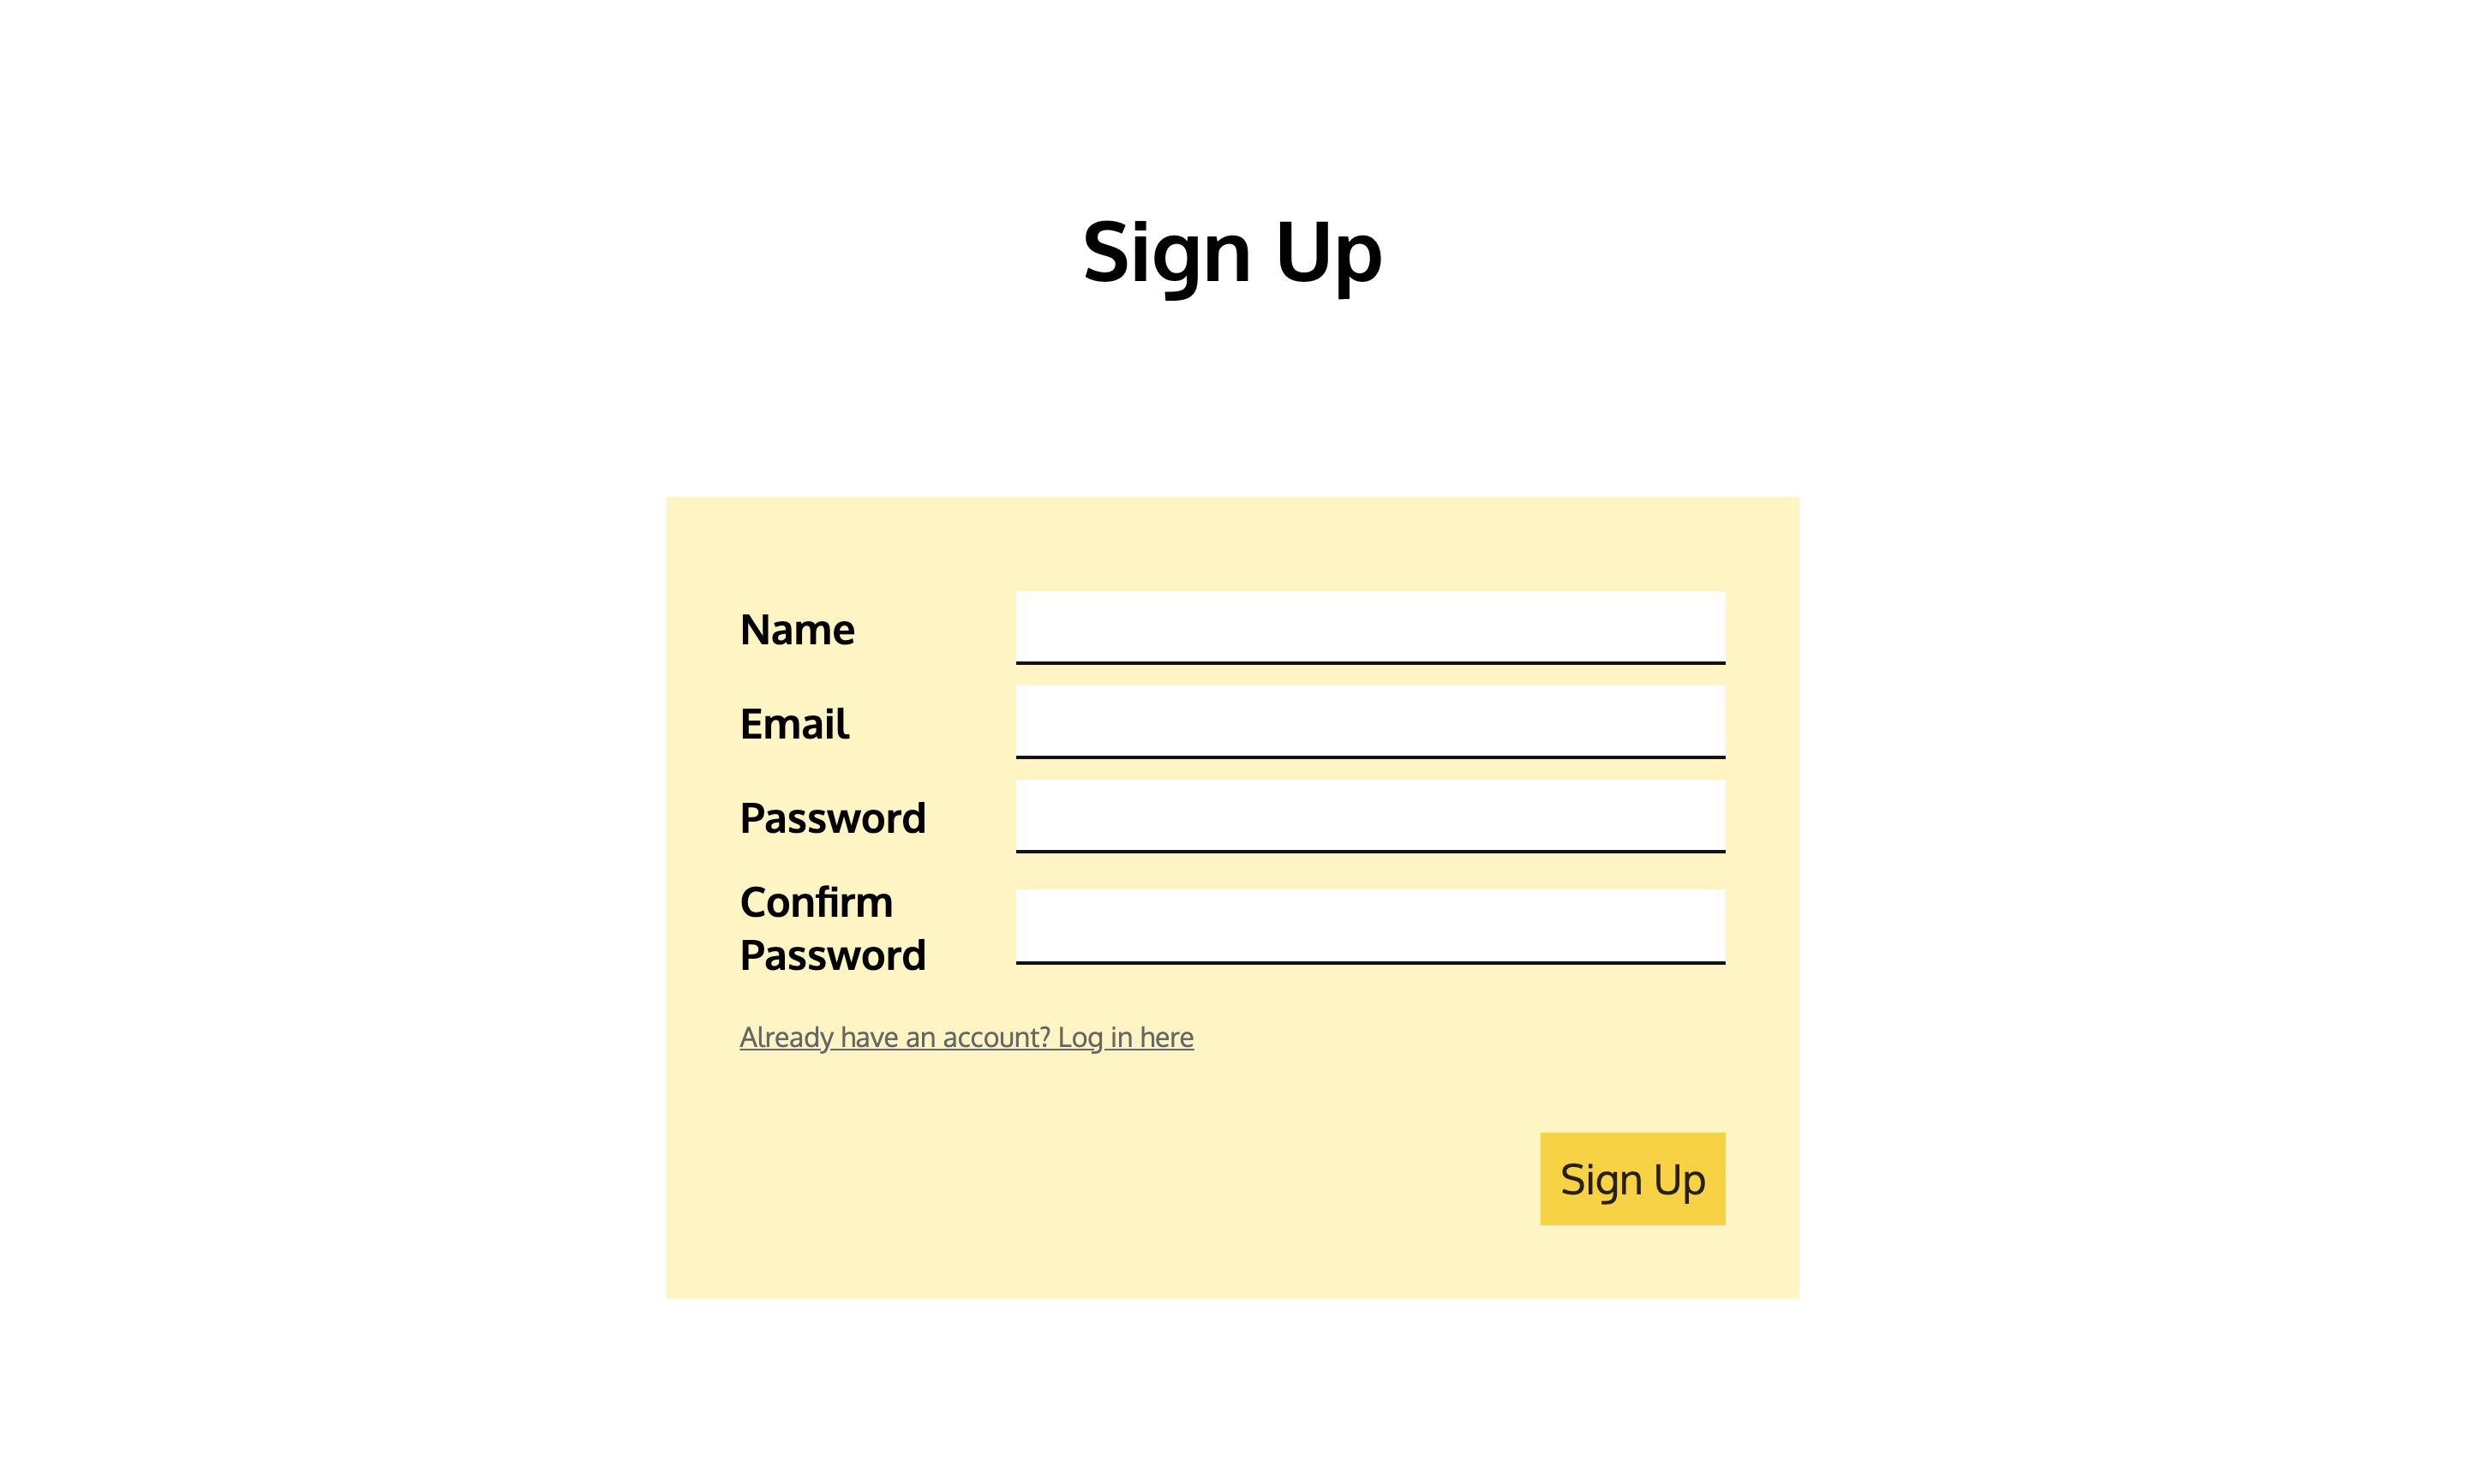 Sign Up
Name
Email
Password
Confirm
Password
Already have an account? Log in here
Sign Up